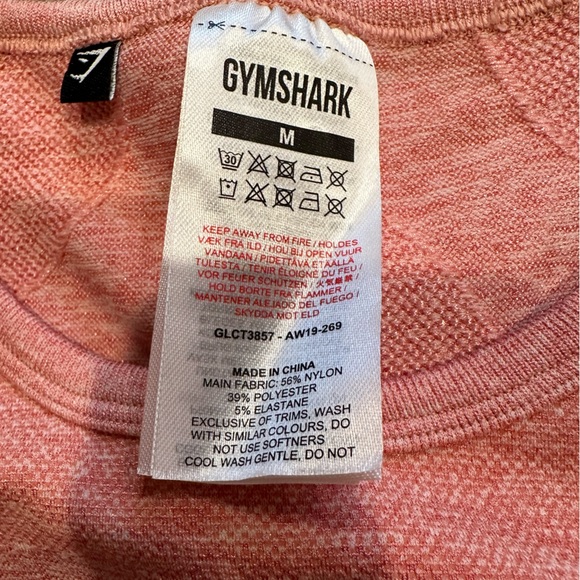 GYMSHARK
M
30
KEEP AWAY FROM FIRE / HOLDES
VÆK FRA ILD / HOU BIJ OPEN VUUR
VANDAAN / PIDETTÄVÄ ETÄÄLLÄ
TULESTA / TENIR ÉLOIGNÉ DU FEU /
VOR FEUER SCHÜTZEN / 火気厳禁 /
HOLD BORTE FRA FLAMMER /
MANTENER ALEJADO DEL FUEGO /
SKYDDA MOT ELD
GLCT3857 - AW19-269
MADE IN CHINA
MAIN FABRIC: 56% NYLON
39% POLYESTER
5% ELASTANE
EXCLUSIVE OF TRIMS, WASH
WITH SIMILAR COLOURS, DO
NOT USE SOFTNERS
COOL WASH GENTLE, DO NOT